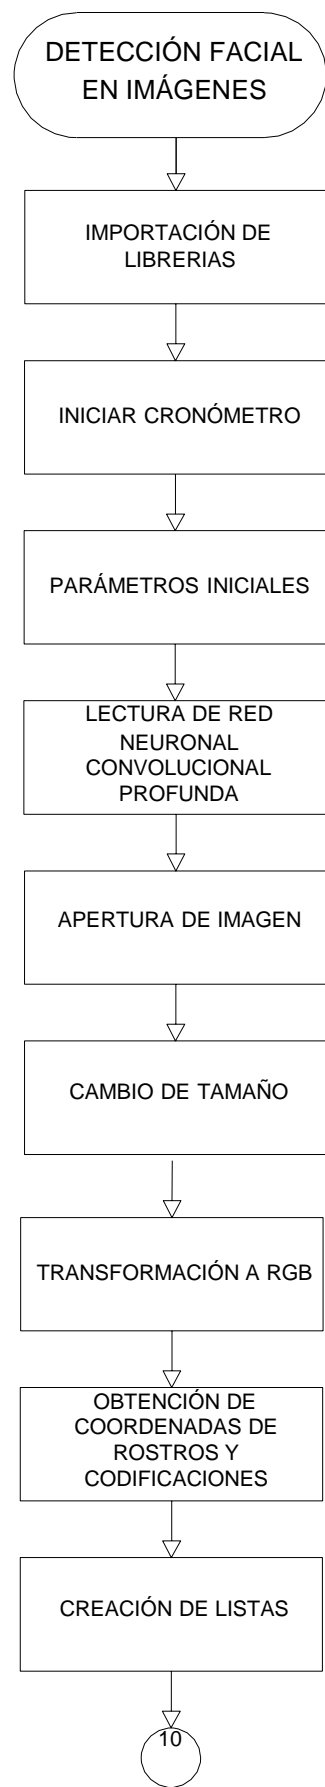 DETECCIÓN FACIAL
EN IMÁGENES
IMPORTACIÓN DE
LIBRERIAS
INICIAR CRONÓMETRO
PARÁMETROS INICIALES
LECTURA DE RED
NEURONAL
CONVOLUCIONAL
PROFUNDA
APERTURA DE IMAGEN
CAMBIO DE TAMAÑO
TRANSFORMACIÓN A RGB
OBTENCIÓN DE
COORDENADAS DE
ROSTROS Y
CODIFICACIONES
CREACIÓN DE LISTAS
10